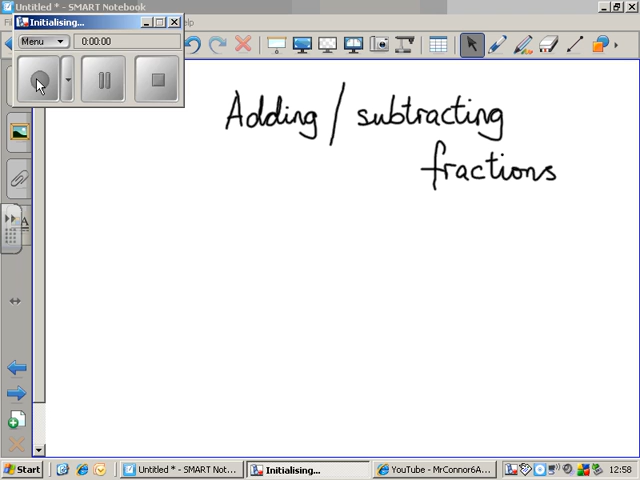 Untitled * - SMART Notebook
Initialising...
Menu
0:00:00
Adding / subtracting
fractions
Start
Untitled * - SMART Not...
Initialising...
YouTube - MrConnor6A...
12:58